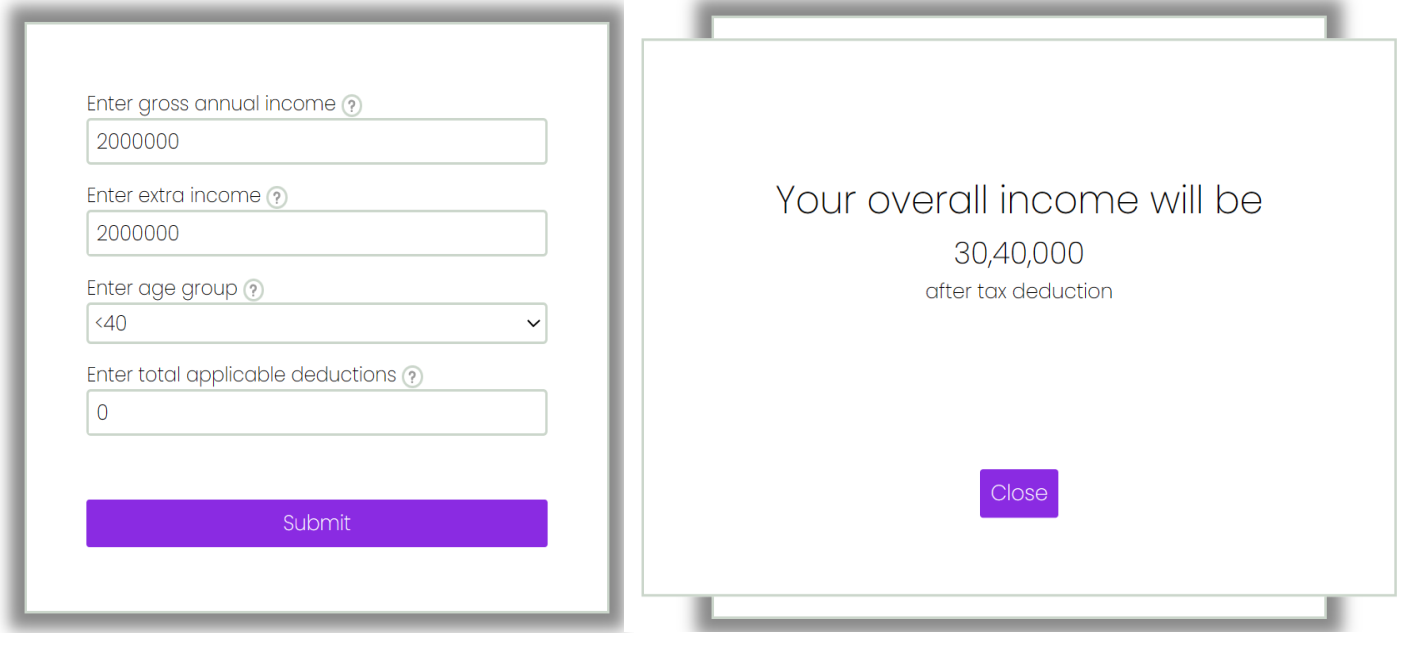 Enter gross annual income ?
2000000
Enter extra income ?
2000000
Enter age group ?
<40
Enter total applicable deductions ?
0
Submit
Your overall income will be
30,40,000
after tax deduction
Close